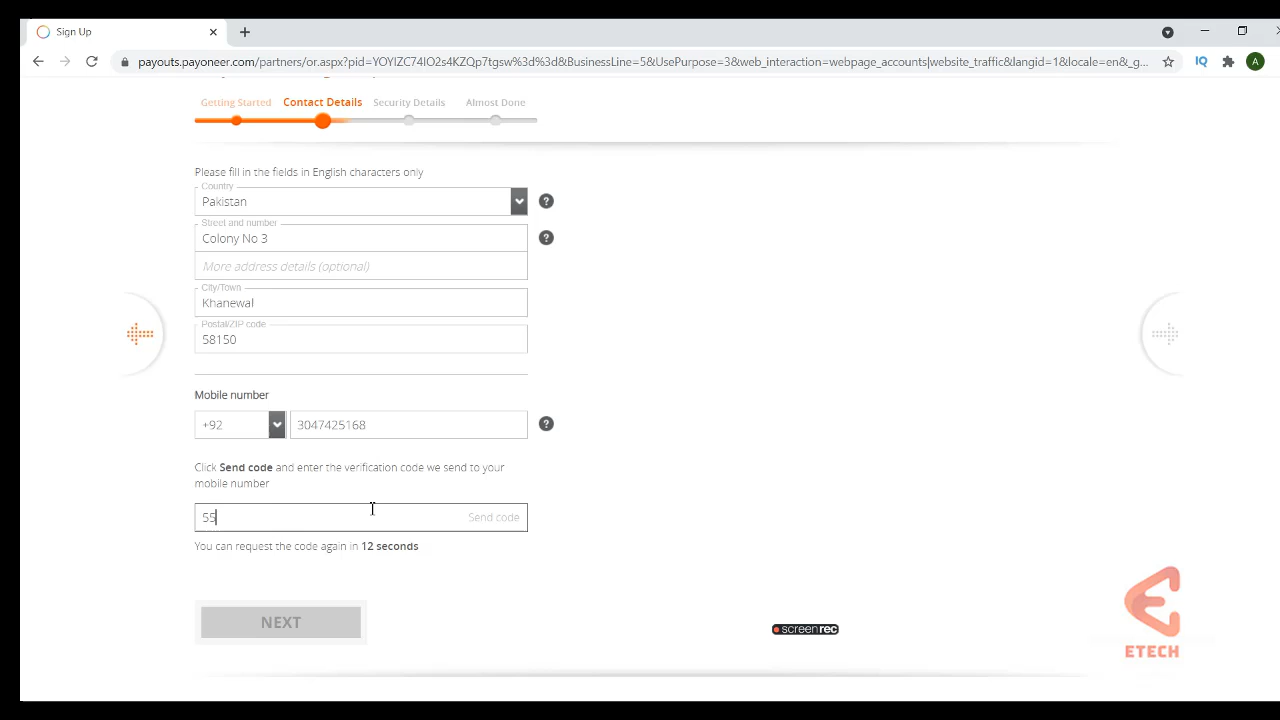 Sign Up
payouts.payoneer.com/partners/or.aspx?pid=YOYIZC74IO2s4KZQp7tgsw%3d%3d&BusinessLine=5&UsePurpose=3&web_interaction=webpage_accounts|website_traffic&langid=1&locale=en&_g...
IQ
A
Getting Started
Contact Details
Security Details
Almost Done
Please fill in the fields in English characters only
Country
Pakistan
Street and number
Colony No 3
More address details (optional)
City/Town
Khanewal
Postal/ZIP code
58150
Mobile number
+92
3047425168
Click Send code and enter the verification code we send to your
mobile number
55
Send code
You can request the code again in 12 seconds
NEXT
screenrec
ETECH